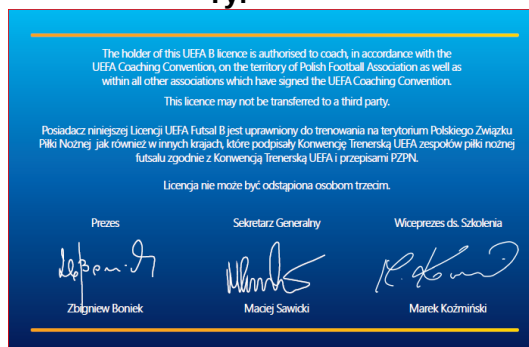 The holder of this UEFA B licence is authorised to coach, in accordance with the
UEFA Coaching Convention, on the territory of Polish Football Association as well as
within all other associations which have signed the UEFA Coaching Convention.
This licence may not be transferred to a third party.
Posiadacz niniejszej Licencji UEFA Futsal B jest uprawniony do trenowania na terytorium Polskiego Związku
Piłki Nożnej jak również w innych krajach, które podpisały Konwencję Trenerską UEFA zespołów piłki nożnej
futsalu zgodnie z Konwencją Trenerską UEFA i przepisami PZPN.
Licencja nie może być odstąpiona osobom trzecim.
Prezes Sekretarz Generalny Wiceprezes ds. Szkolenia
Zbigniew Boniek Maciej Sawicki Marek Koźmiński